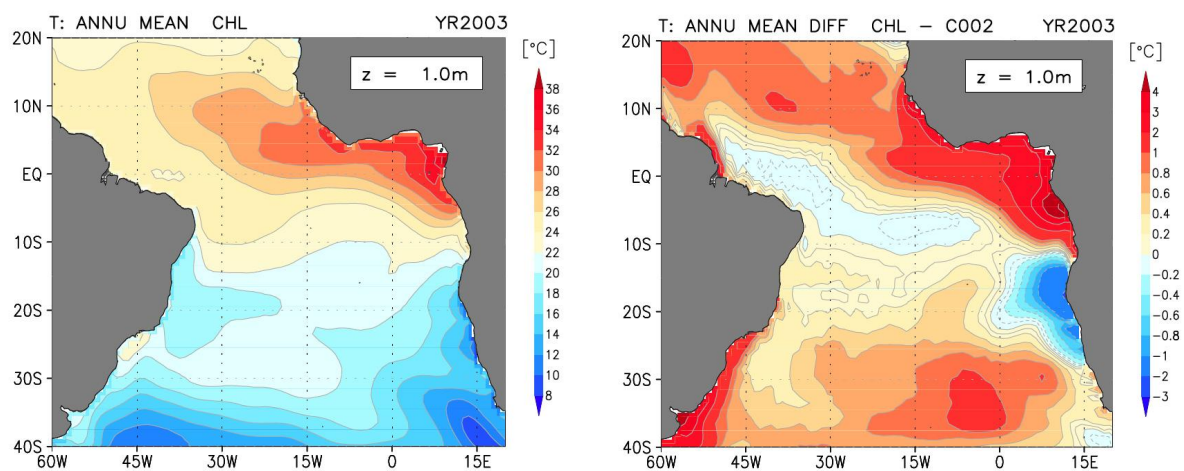 T: ANNU MEAN CHL YR2003
[°C]
z = 1.0m
20N
10N
EQ
10S
20S
30S
40S
60W 45W 30W 15W 0 15E
38
36
34
32
30
28
26
24
22
20
18
16
14
12
10
8
T: ANNU MEAN DIFF CHL – C002 YR2003
[°C]
z = 1.0m
20N
10N
EQ
10S
20S
30S
40S
60W 45W 30W 15W 0 15E
4
3
2
1
0.8
0.6
0.4
0.2
0
−0.2
−0.4
−0.6
−0.8
−1
−2
−3